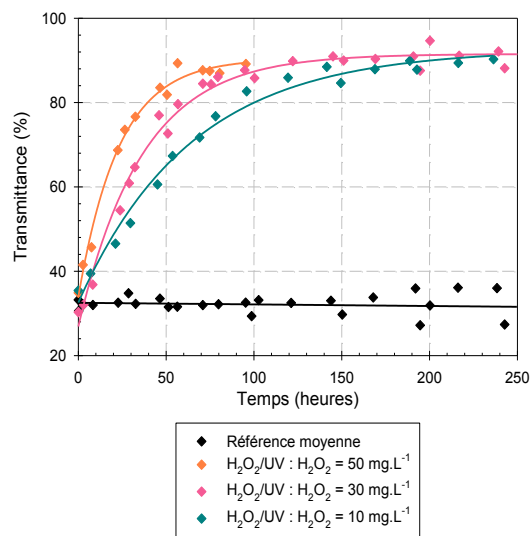 100
80
60
40
20
Transmittance (%)
0 50 100 150 200 250
Temps (heures)
Référence moyenne
H₂O₂/UV : H₂O₂ = 50 mg.L⁻¹
H₂O₂/UV : H₂O₂ = 30 mg.L⁻¹
H₂O₂/UV : H₂O₂ = 10 mg.L⁻¹